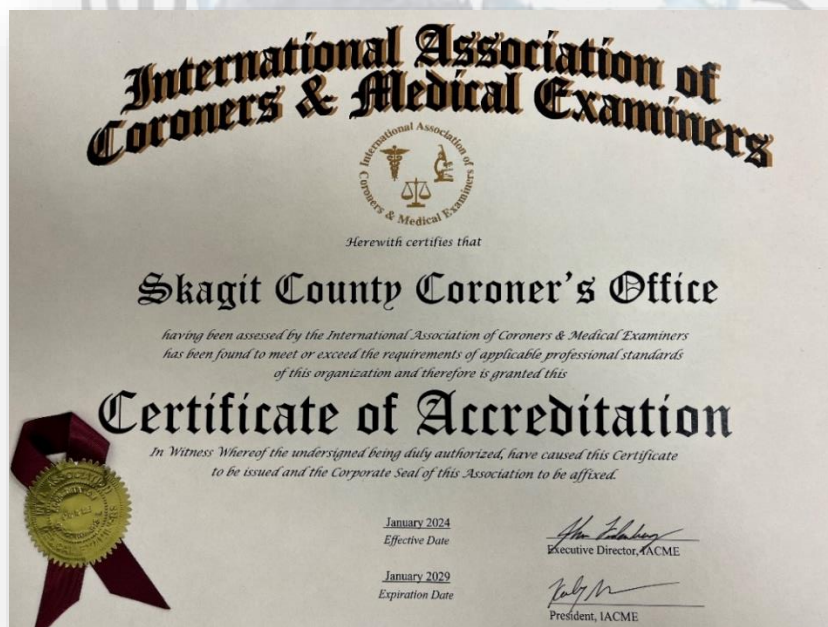 International Association of
Coroners & Medical Examiners
International Association of
Coroners & Medical Examiners
Herewith certifies that
Skagit County Coroner's Office
having been assessed by the International Association of Coroners & Medical Examiners
has been found to meet or exceed the requirements of applicable professional standards
of this organization and therefore is granted this
Certificate of Accreditation
In Witness Whereof the undersigned being duly authorized, have caused this Certificate
to be issued and the Corporate Seal of this Association to be affixed.
January 2024
Effective Date
Executive Director, IACME
January 2029
Expiration Date
President, IACME